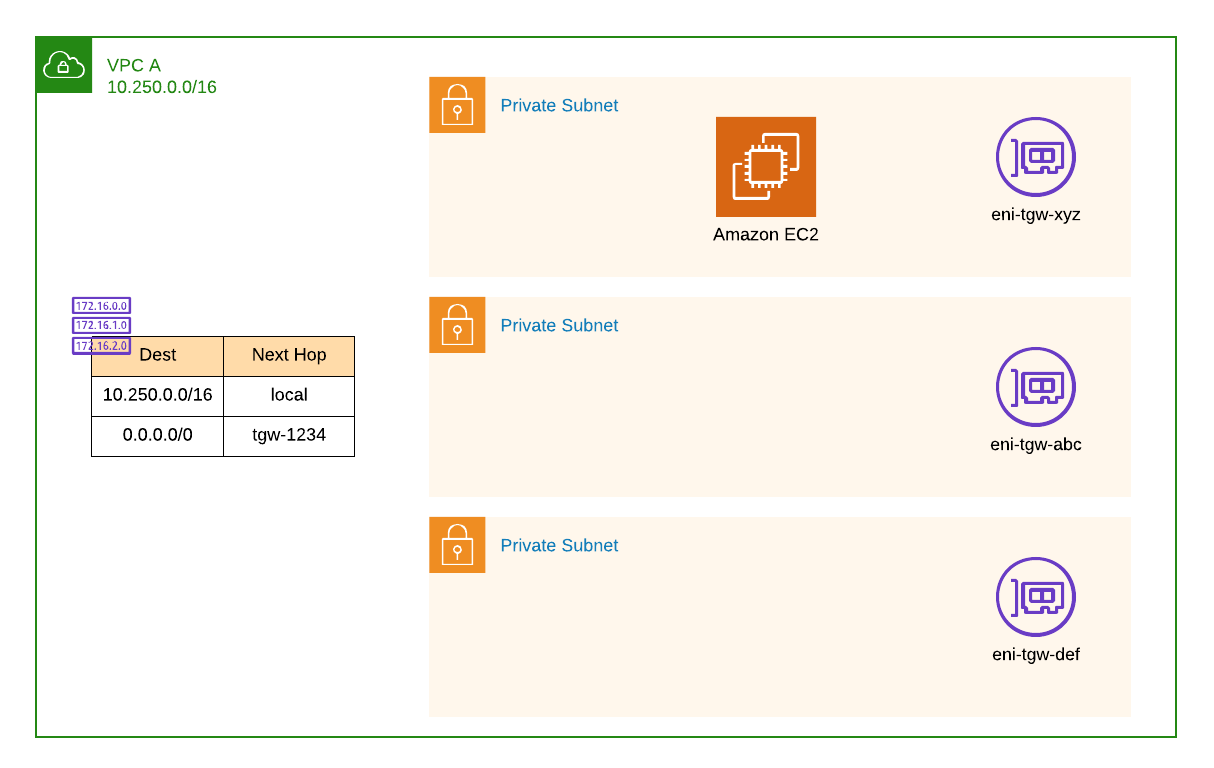 VPC A
10.250.0.0/16
Private Subnet
Amazon EC2
eni-tgw-xyz
172.16.0.0
172.16.1.0
172.16.2.0
Dest Next Hop
10.250.0.0/16 local
0.0.0.0/0 tgw-1234
Private Subnet
eni-tgw-abc
Private Subnet
eni-tgw-def